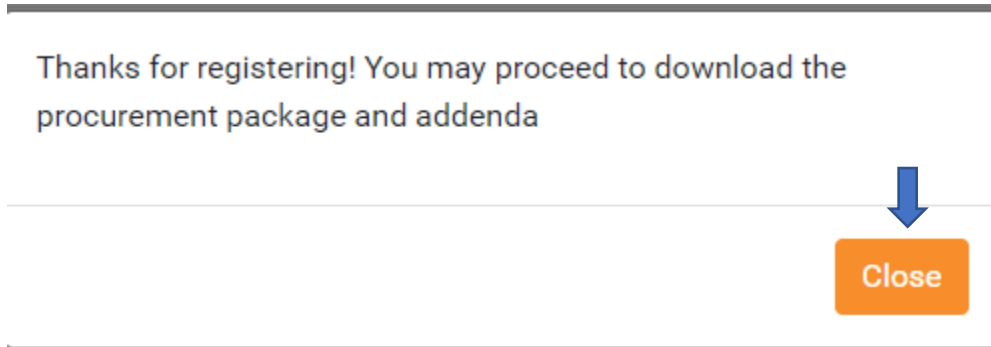 Thanks for registering! You may proceed to download the
procurement package and addenda
Close